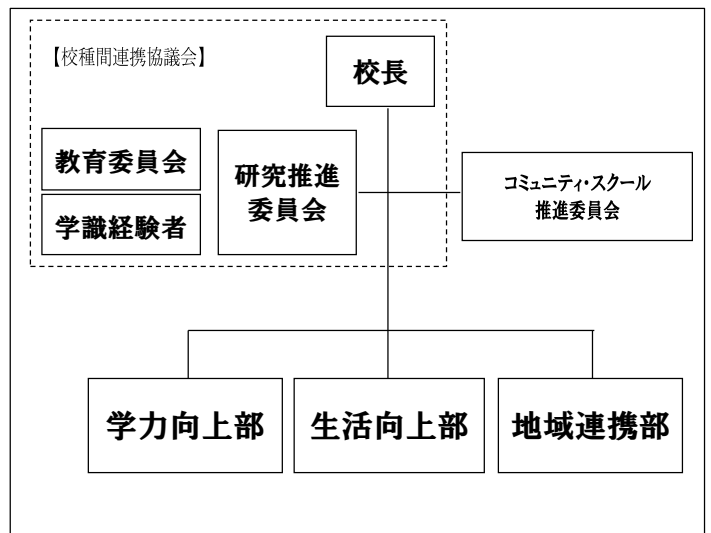 【校種間連携協議会】
校長
教育委員会
学識経験者
研究推進
委員会
コミュニティ・スクール
推進委員会
学力向上部
生活向上部
地域連携部